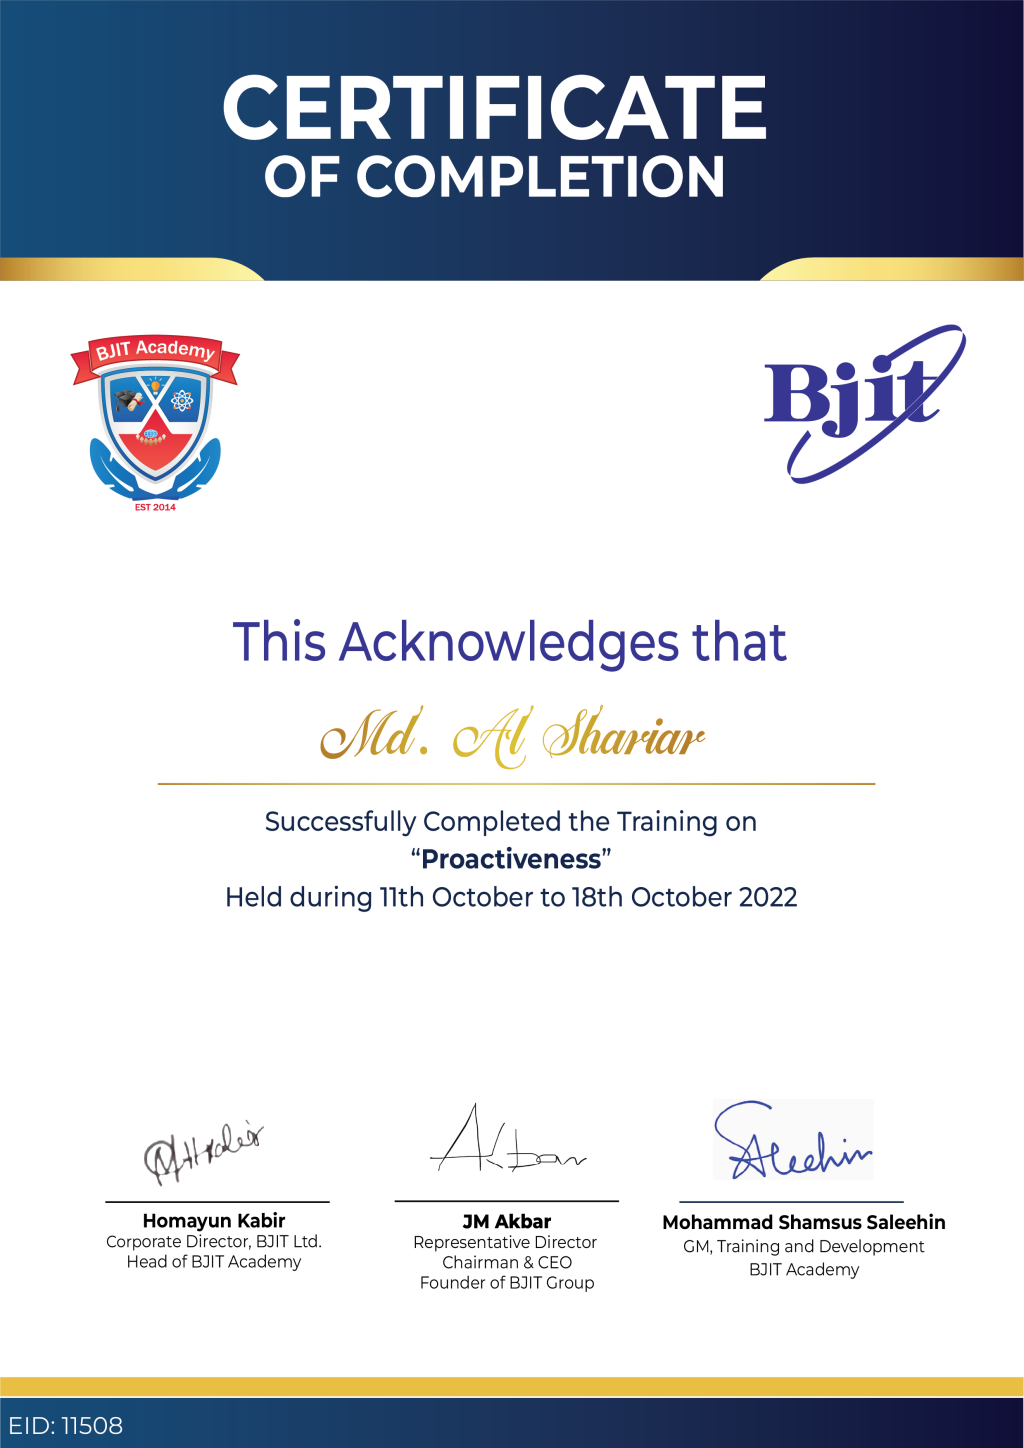 CERTIFICATE
OF COMPLETION
BJIT Academy
EST 2014
Bjit
This Acknowledges that
Md. Al Shariar
Successfully Completed the Training on
“Proactiveness”
Held during 11th October to 18th October 2022
Akbar
Saleehin
Homayun Kabir
Corporate Director, BJIT Ltd.
Head of BJIT Academy
JM Akbar
Representative Director
Chairman & CEO
Founder of BJIT Group
Mohammad Shamsus Saleehin
GM, Training and Development
BJIT Academy
EID: 11508